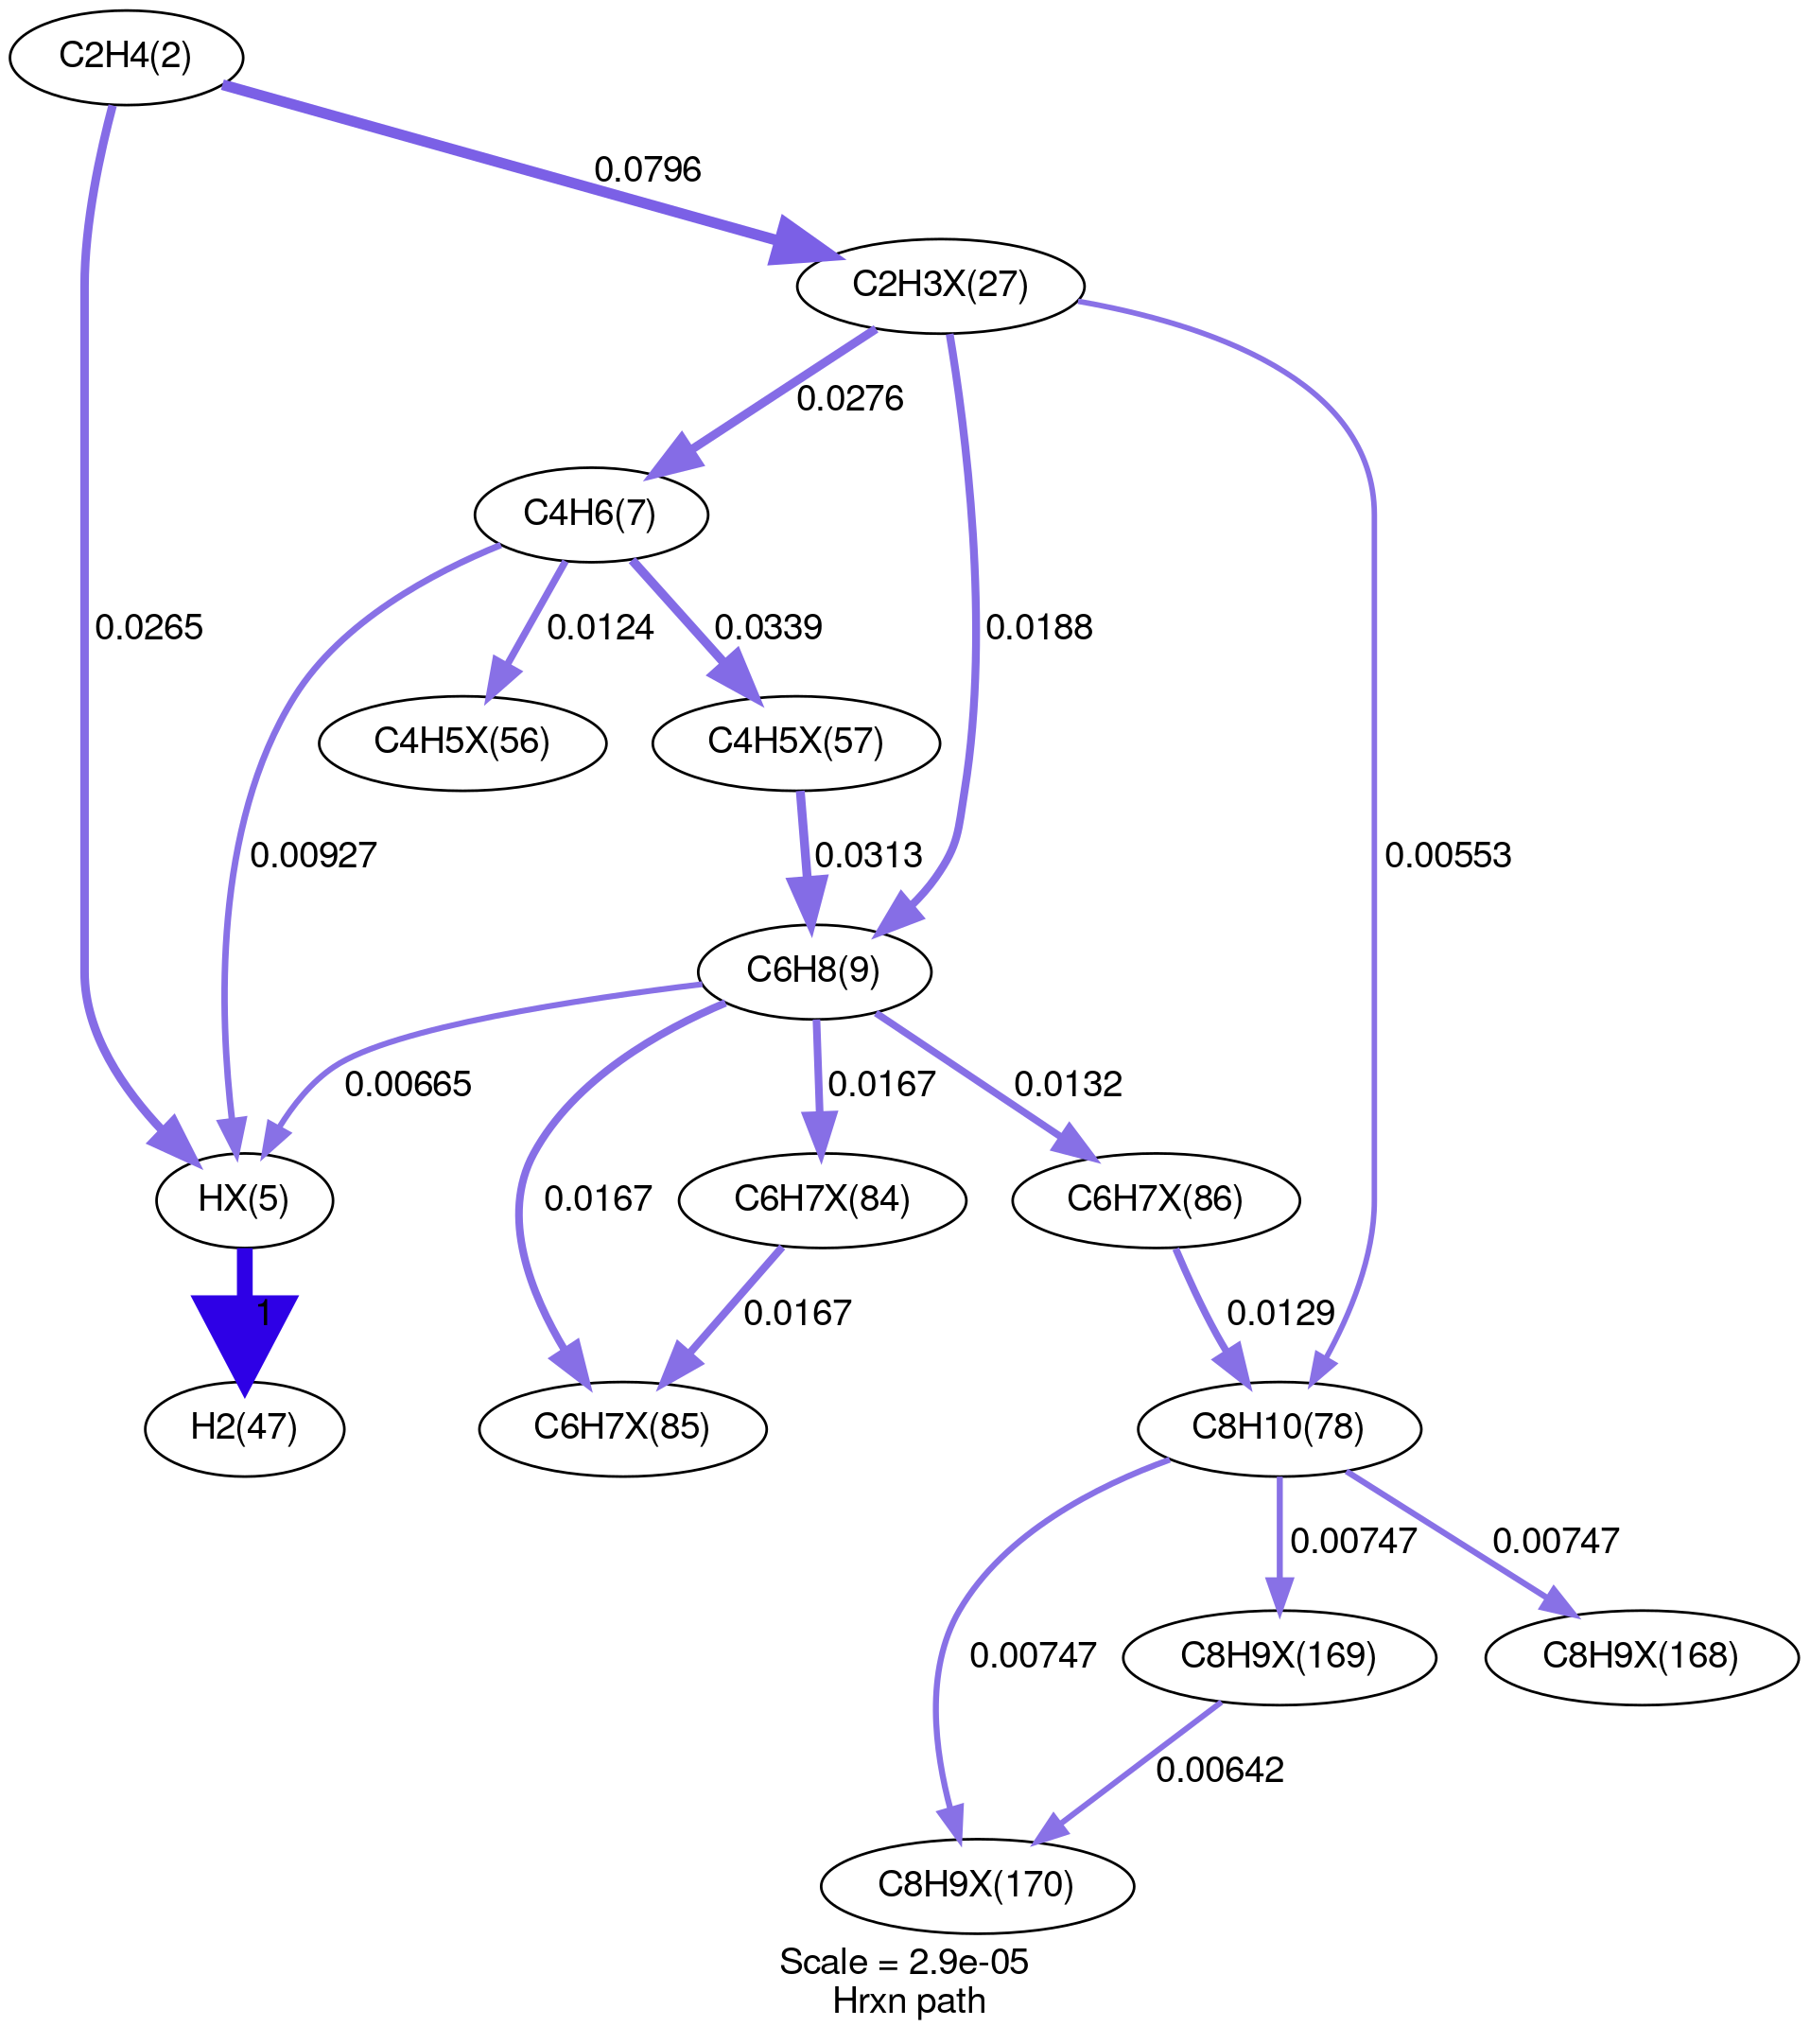 C2H4(2)
0.0796
C2H3X(27)
0.0276
C4H6(7)
0.0265
0.0124
0.0339
0.0188
C4H5X(56)
C4H5X(57)
0.00927
0.0313
0.00553
C6H8(9)
0.00665
0.0167
0.0132
HX(5)
0.0167
C6H7X(84)
C6H7X(86)
1
0.0167
0.0129
H2(47)
C6H7X(85)
C8H10(78)
0.00747
0.00747
0.00747
C8H9X(169)
C8H9X(168)
0.00642
C8H9X(170)
Scale = 2.9e-05
Hrxn path